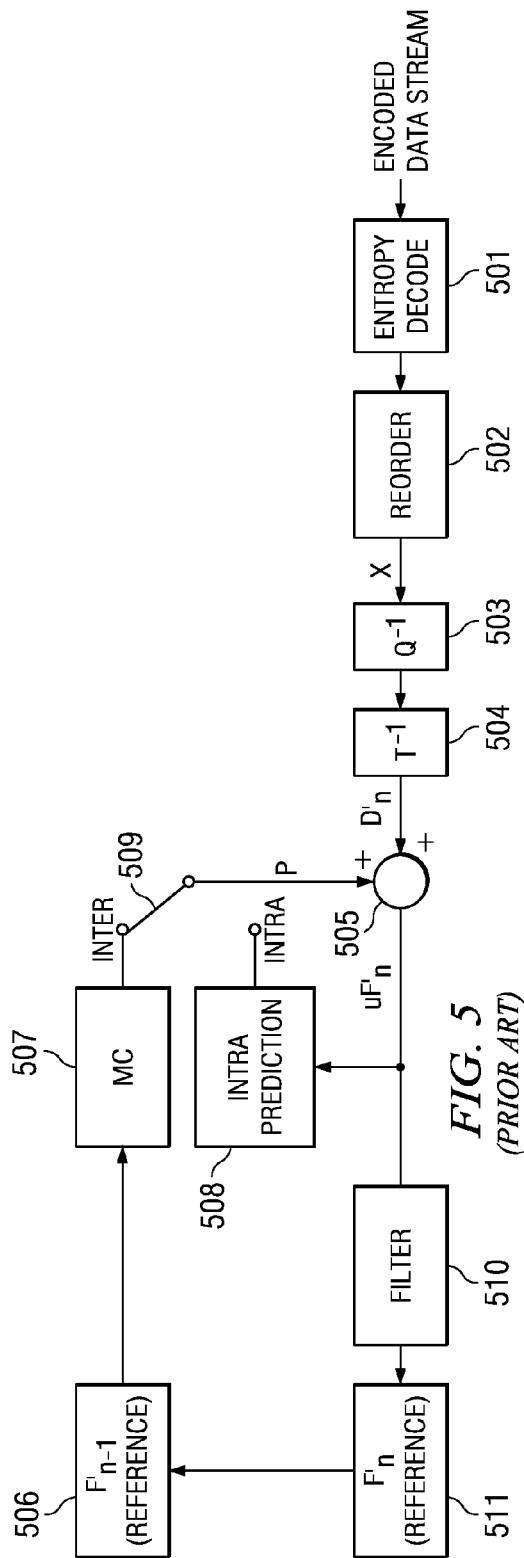 506
F'n-1
(REFERENCE)
507
MC
INTER
509
508
INTRA
PREDICTION
INTRA
P
F'n
(REFERENCE)
511
FILTER
510
uF'n
505
+
+
D'n
T-1
504
Q-1
503
X
REORDER
502
ENTROPY
DECODE
501
ENCODED
DATA STREAM
FIG. 5
(PRIOR ART)